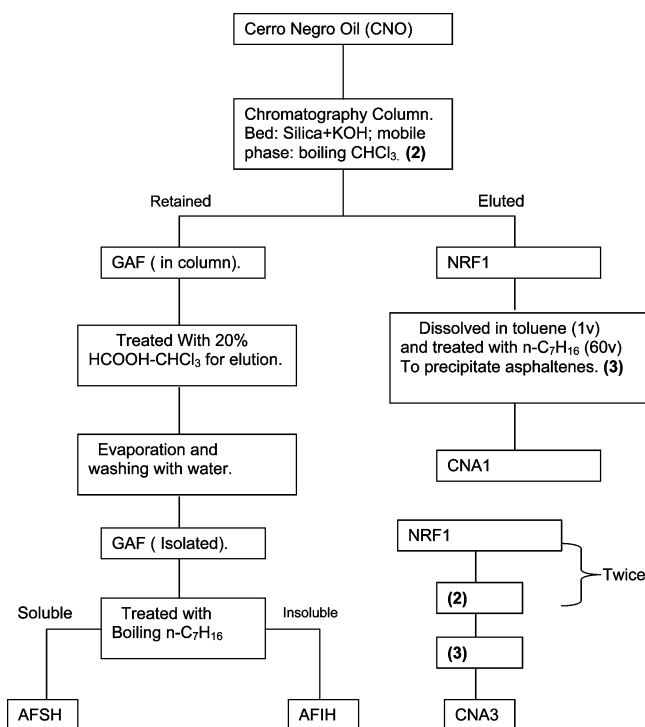 Cerro Negro Oil (CNO)
Chromatography Column.
Bed: Silica+KOH; mobile
phase: boiling CHCl₃. (2)
Retained
Eluted
GAF ( in column).
NRF1
Treated With 20%
HCOOH-CHCl₃ for elution.
Dissolved in toluene (1v)
and treated with n-C₇H₁₆ (60v)
To precipitate asphaltenes. (3)
Evaporation and
washing with water.
CNA1
GAF ( Isolated).
NRF1
Twice
(2)
Soluble
Treated with
Boiling n-C₇H₁₆
Insoluble
(3)
AFSH
AFIH
CNA3